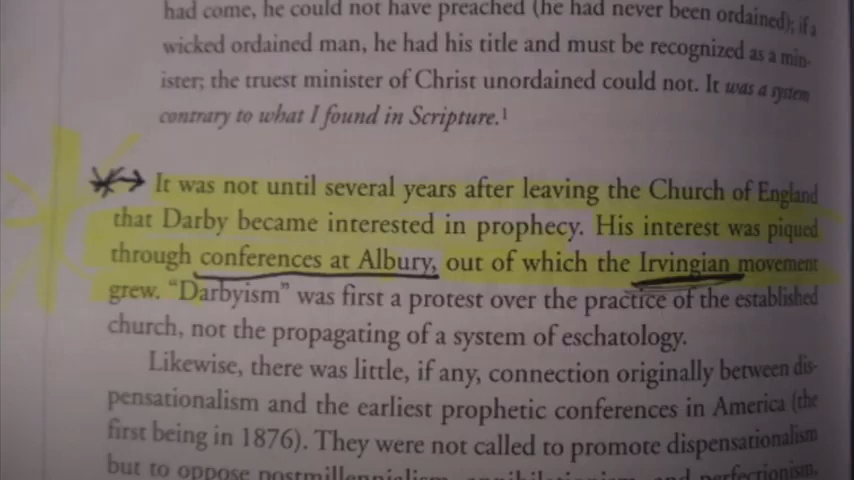 had come, he could not have preached (he had never been ordained); if a
wicked ordained man, he had his title and must be recognized as a min-
ister; the truest minister of Christ unordained could not. It was a system
contrary to what I found in Scripture.¹
It was not until several years after leaving the Church of England
that Darby became interested in prophecy. His interest was piqued
through conferences at Albury, out of which the Irvingian movement
grew. “Darbyism” was first a protest over the practice of the established
church, not the propagating of a system of eschatology.
Likewise, there was little, if any, connection originally between dis-
pensationalism and the earliest prophetic conferences in America (the
first being in 1876). They were not called to promote dispensationalism
but to oppose postmillennialism, annihilationism, and perfectionism.